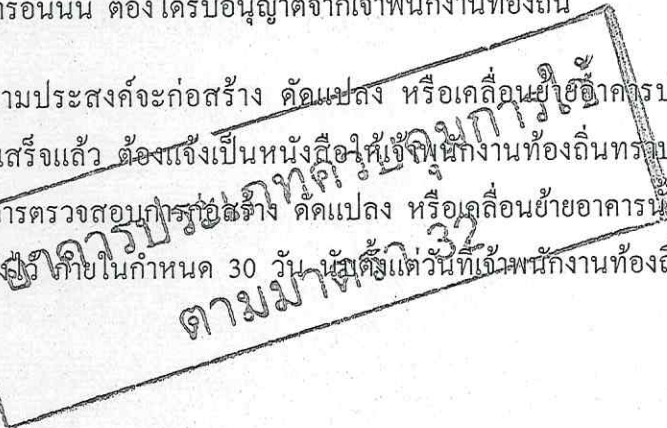 การอื่นนั้น ต้องได้รับอนุญาตจากเจ้าพนักงานท้องถิ่น
ามประสงค์จะก่อสร้าง ดัดแปลง หรือเคลื่อนย้ายอาคารป
เสร็จแล้ว ต้องแจ้งเป็นหนังสือให้เจ้าพนักงานท้องถิ่นทราบ
ารตรวจสอบการก่อสร้าง ดัดแปลง หรือเคลื่อนย้ายอาคารนั
ภายในกำหนด 30 วัน นับตั้งแต่วันที่เจ้าพนักงานท้องถิ
อาคารประเภทควบคุมการใช้
ตามมาตรา 32